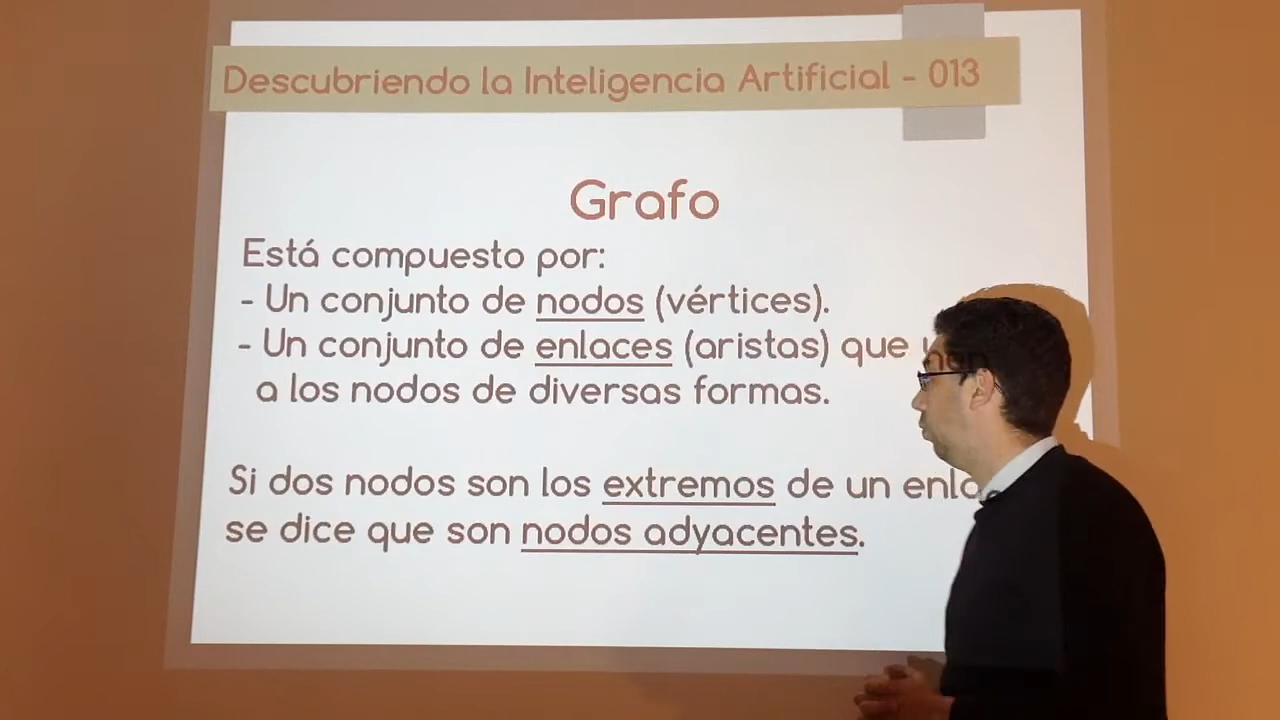 Descubriendo la Inteligencia Artificial - 013
Grafo
Está compuesto por:
- Un conjunto de nodos (vértices).
- Un conjunto de enlaces (aristas) que unen
a los nodos de diversas formas.
Si dos nodos son los extremos de un
se dice que son nodos adyacentes.